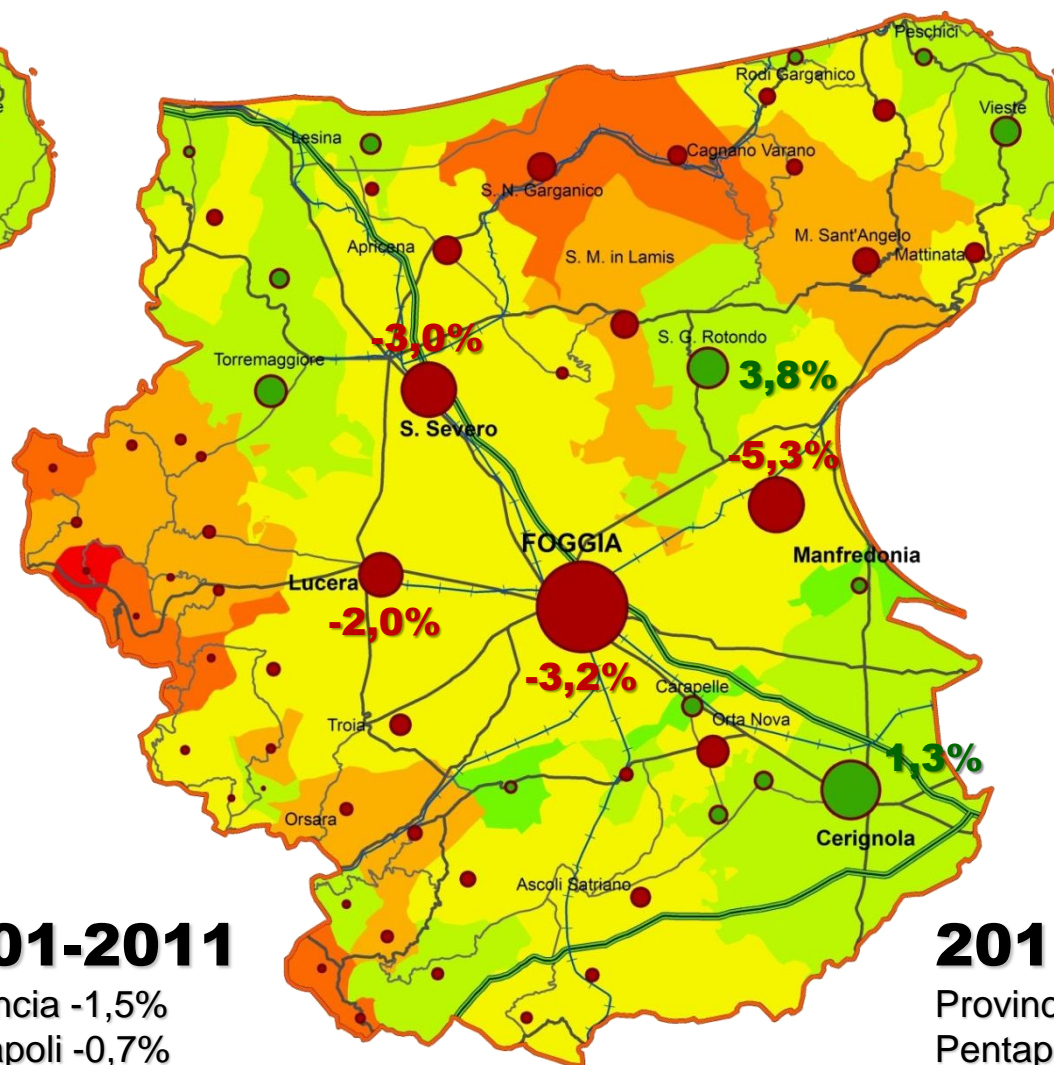 Peschici
Rodi Garganico
Vieste
Lesina
Cagnano Varano
S. N. Garganico
M. Sant'Angelo
Apricena
S. M. in Lamis
Mattinata
-3,0%
S. G. Rotondo
Torremaggiore
3,8%
S. Severo
-5,3%
FOGGIA
Manfredonia
Lucera
-2,0%
-3,2%
Carapelle
Orta Nova
Troia
1,3%
Orsara
Cerignola
Ascoli Satriano
01-2011
ncia -1,5%
apoli -0,7%
201
Provinc
Pentap